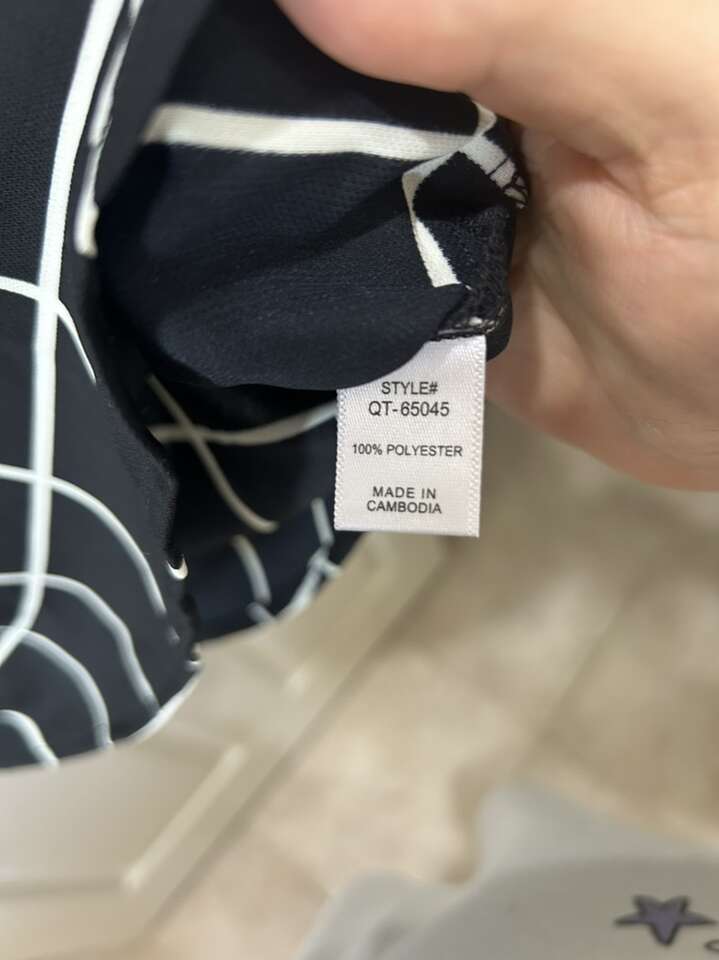 STYLE#
QT-65045
100% POLYESTER
MADE IN
CAMBODIA